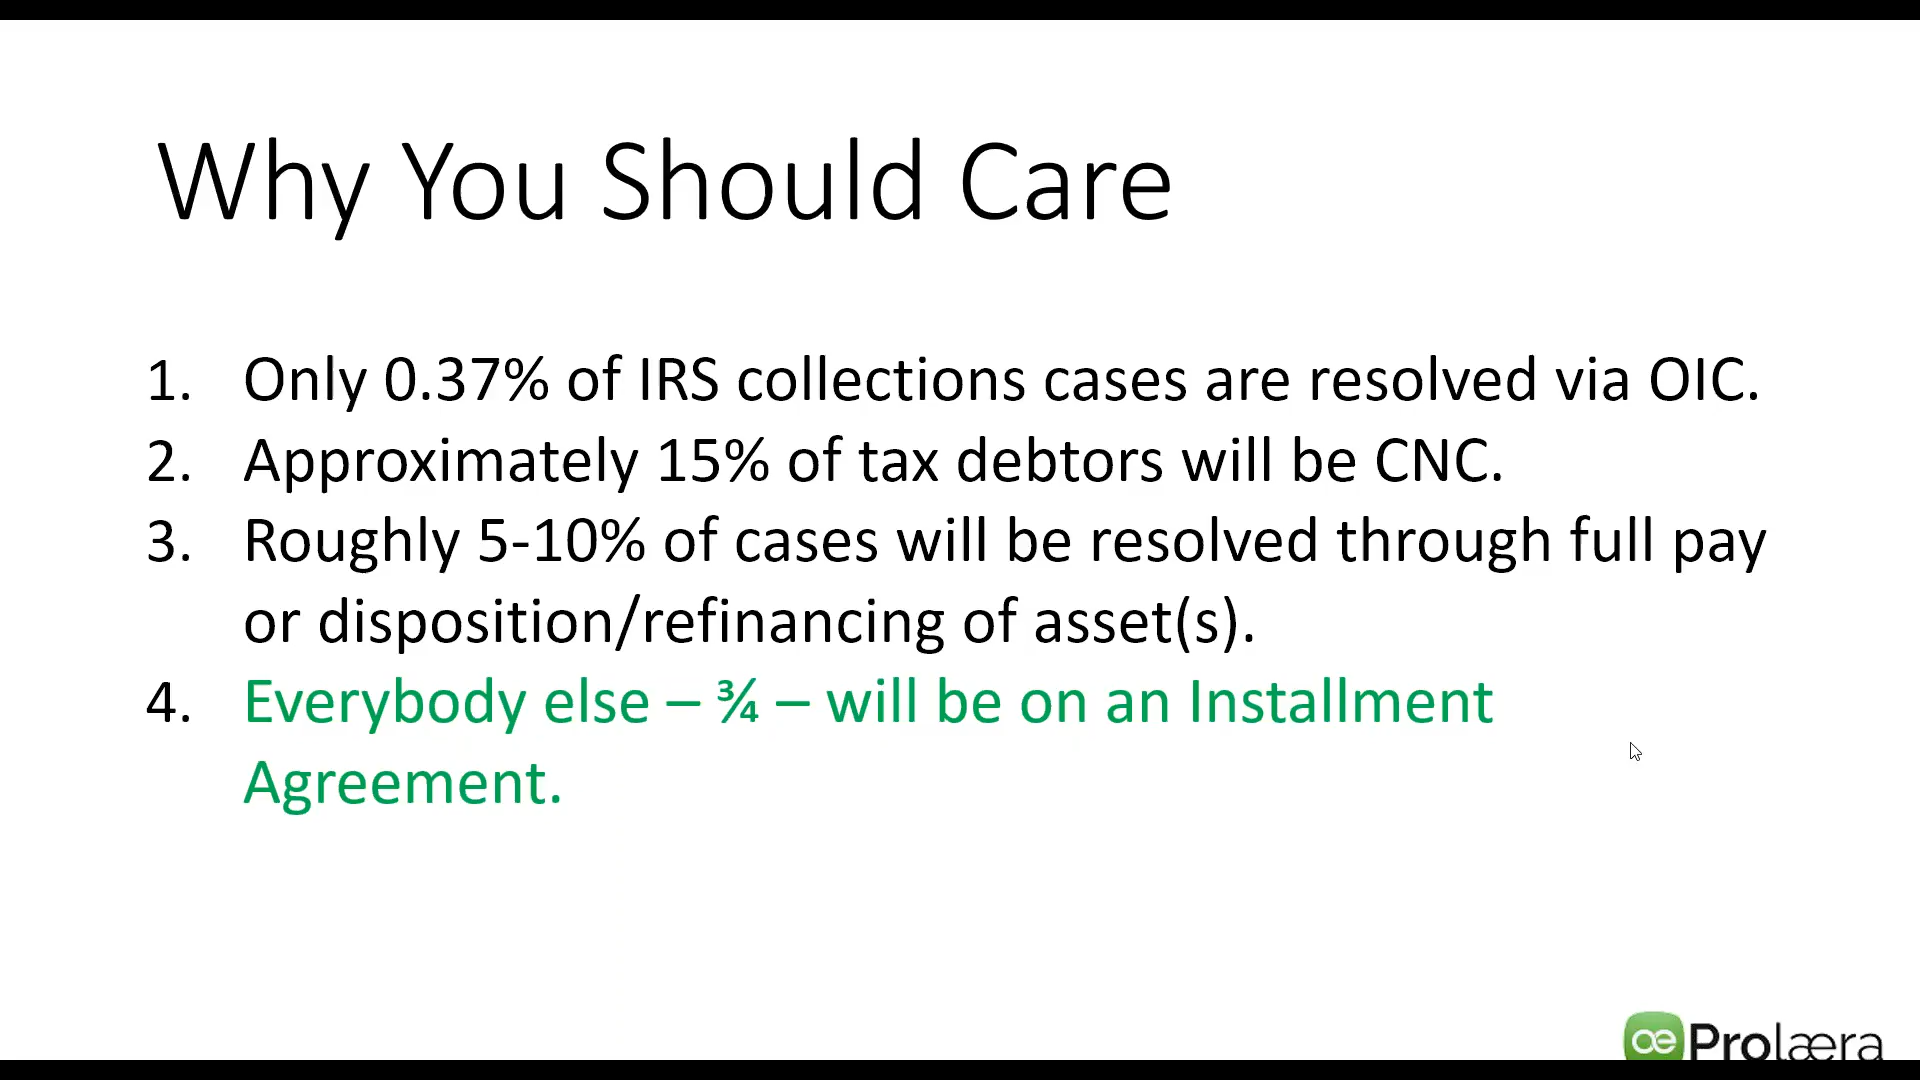 Why You Should Care
1. Only 0.37% of IRS collections cases are resolved via OIC.
2. Approximately 15% of tax debtors will be CNC.
3. Roughly 5-10% of cases will be resolved through full pay
or disposition/refinancing of asset(s).
4. Everybody else – ¾ – will be on an Installment
Agreement.
æ Prolæra